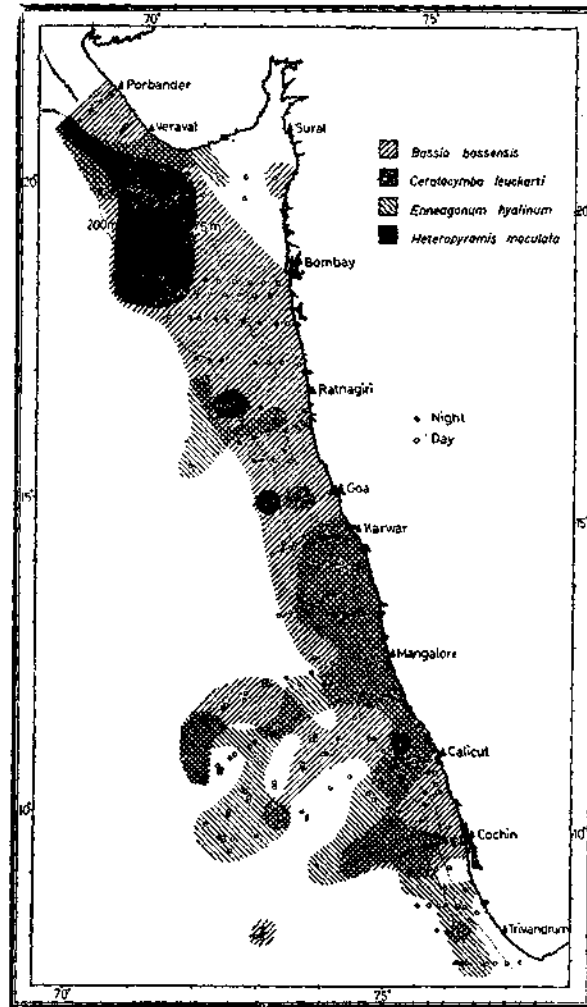 70°
75°
Porbander
Veraval
Surat
Bassia bassensis
20°
Ceratocymba leuckarti
20°
Enneagonum hyalinum
200m
Heteropyramis maculata
Bombay
Ratnagiri
Night
Day
15°
Goa
15°
Karwar
Mangalore
Calicut
10°
10°
Cochin
Trivandrum
70°
75°